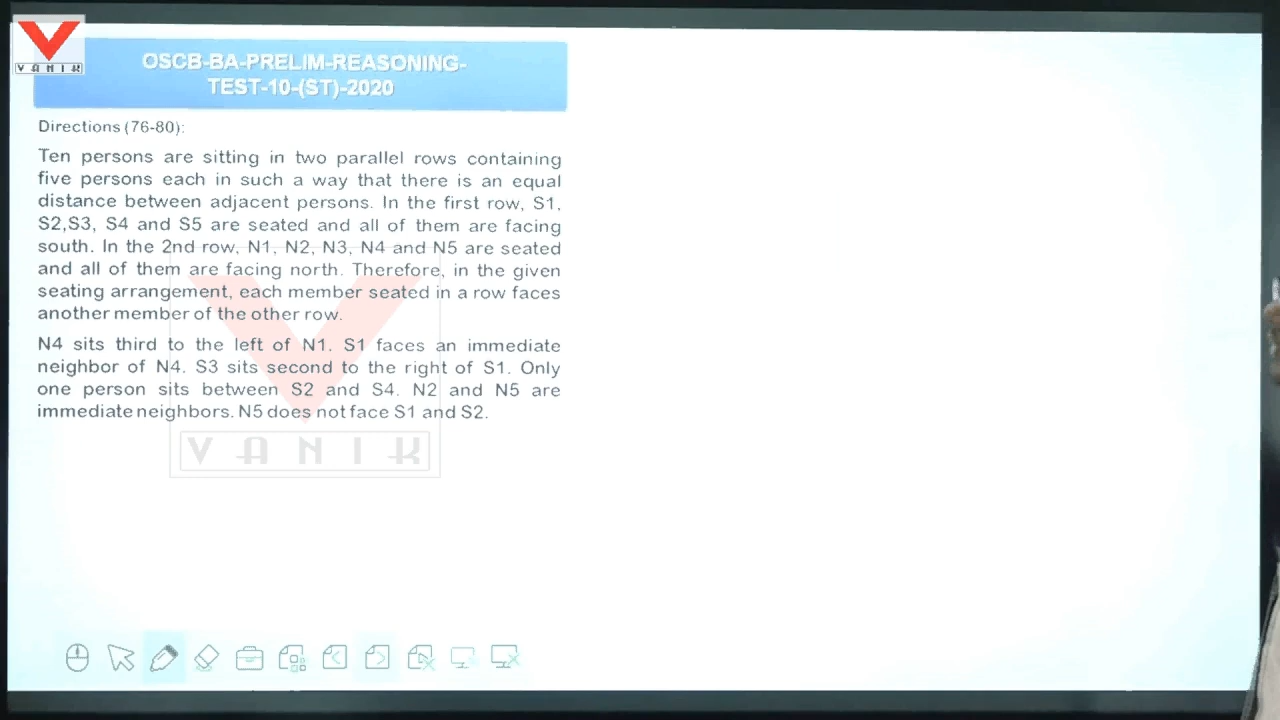 VANIK
OSCB-BA-PRELIM-REASONING-
TEST-10-(ST)-2020
Directions (76-80):
Ten persons are sitting in two parallel rows containing
five persons each in such a way that there is an equal
distance between adjacent persons. In the first row, S1,
S2,S3, S4 and S5 are seated and all of them are facing
south. In the 2nd row, N1, N2, N3, N4 and N5 are seated
and all of them are facing north. Therefore, in the given
seating arrangement, each member seated in a row faces
another member of the other row.
N4 sits third to the left of N1. S1 faces an immediate
neighbor of N4. S3 sits second to the right of S1. Only
one person sits between S2 and S4. N2 and N5 are
immediate neighbors. N5 does not face S1 and S2.
VANIK